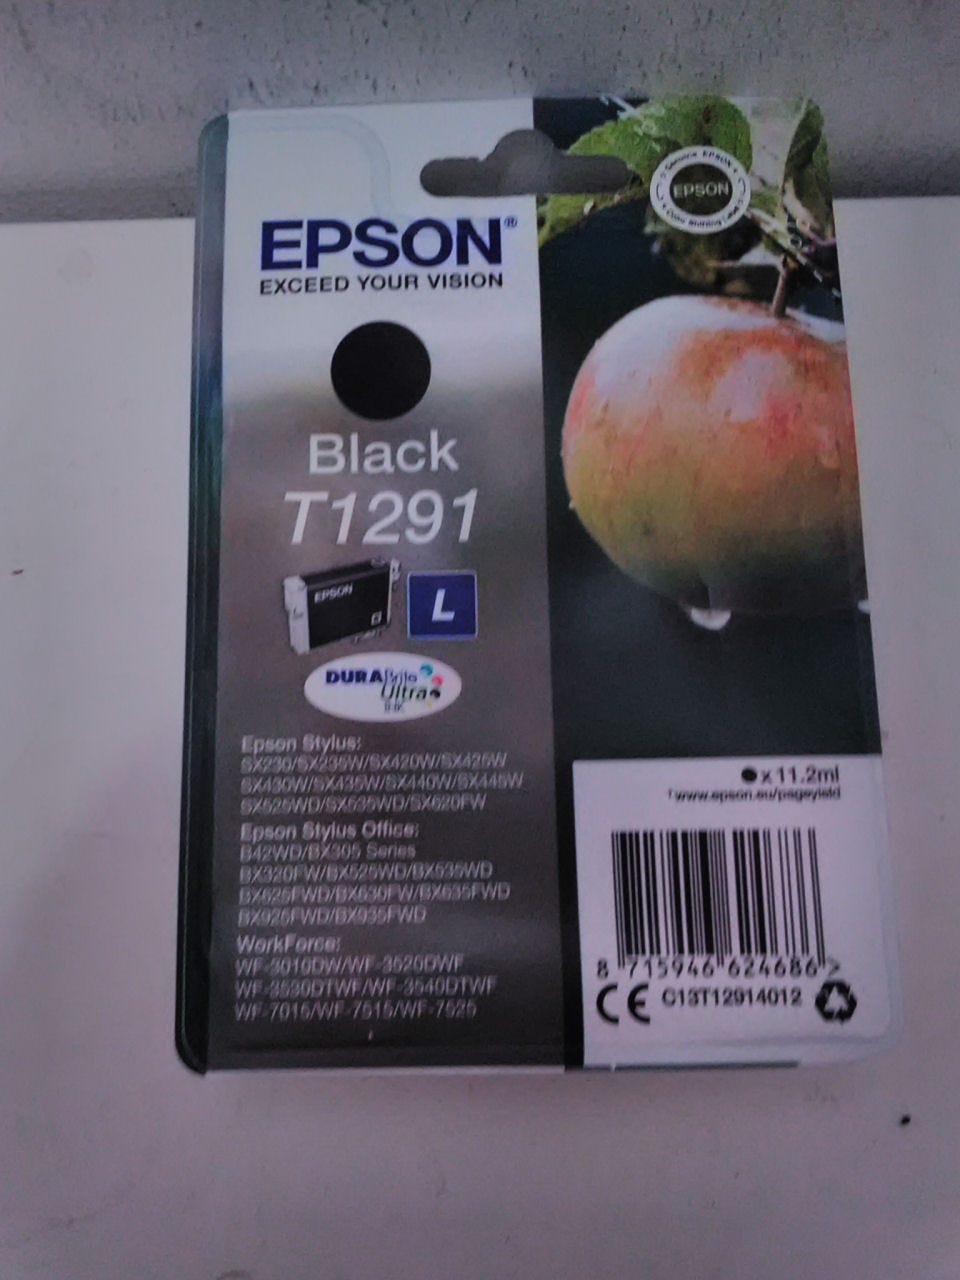 EPSON®
EXCEED YOUR VISION
EPSON
Black
T1291
EPSON
L
DURABrite
Ultra
INK
Epson Stylus:
SX230/SX235W/SX420W/SX425W
SX430W/SX435W/SX440W/SX445W
SX525WD/SX535WD/SX620FW
Epson Stylus Office:
B42WD/BX305 Series
BX320FW/BX525WD/BX535WD
BX625FWD/BX630FW/BX635FWD
BX925FWD/BX935FWD
WorkForce:
WF-3010DW/WF-3520DWF
WF-3530DTWF/WF-3540DTWF
WF-7015/WF-7515/WF-7525
x 11.2ml
www.epson.eu/pageyield
8 715946 624686 >
CE C13T12914012